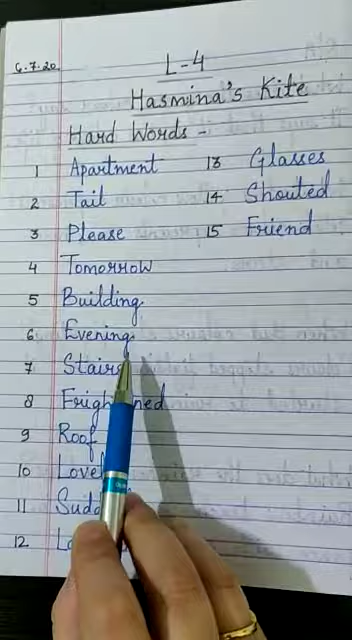 6.7.20.
L-4
Hasmina's Kite
Hard Words -
1 Apartment 13 Glasses
2 Tail 14 Shouted
3 Please 15 Friend
4 Tomorrow
5 Building
6 Evening
7 Stairs
8
9 Roof
10
11
12